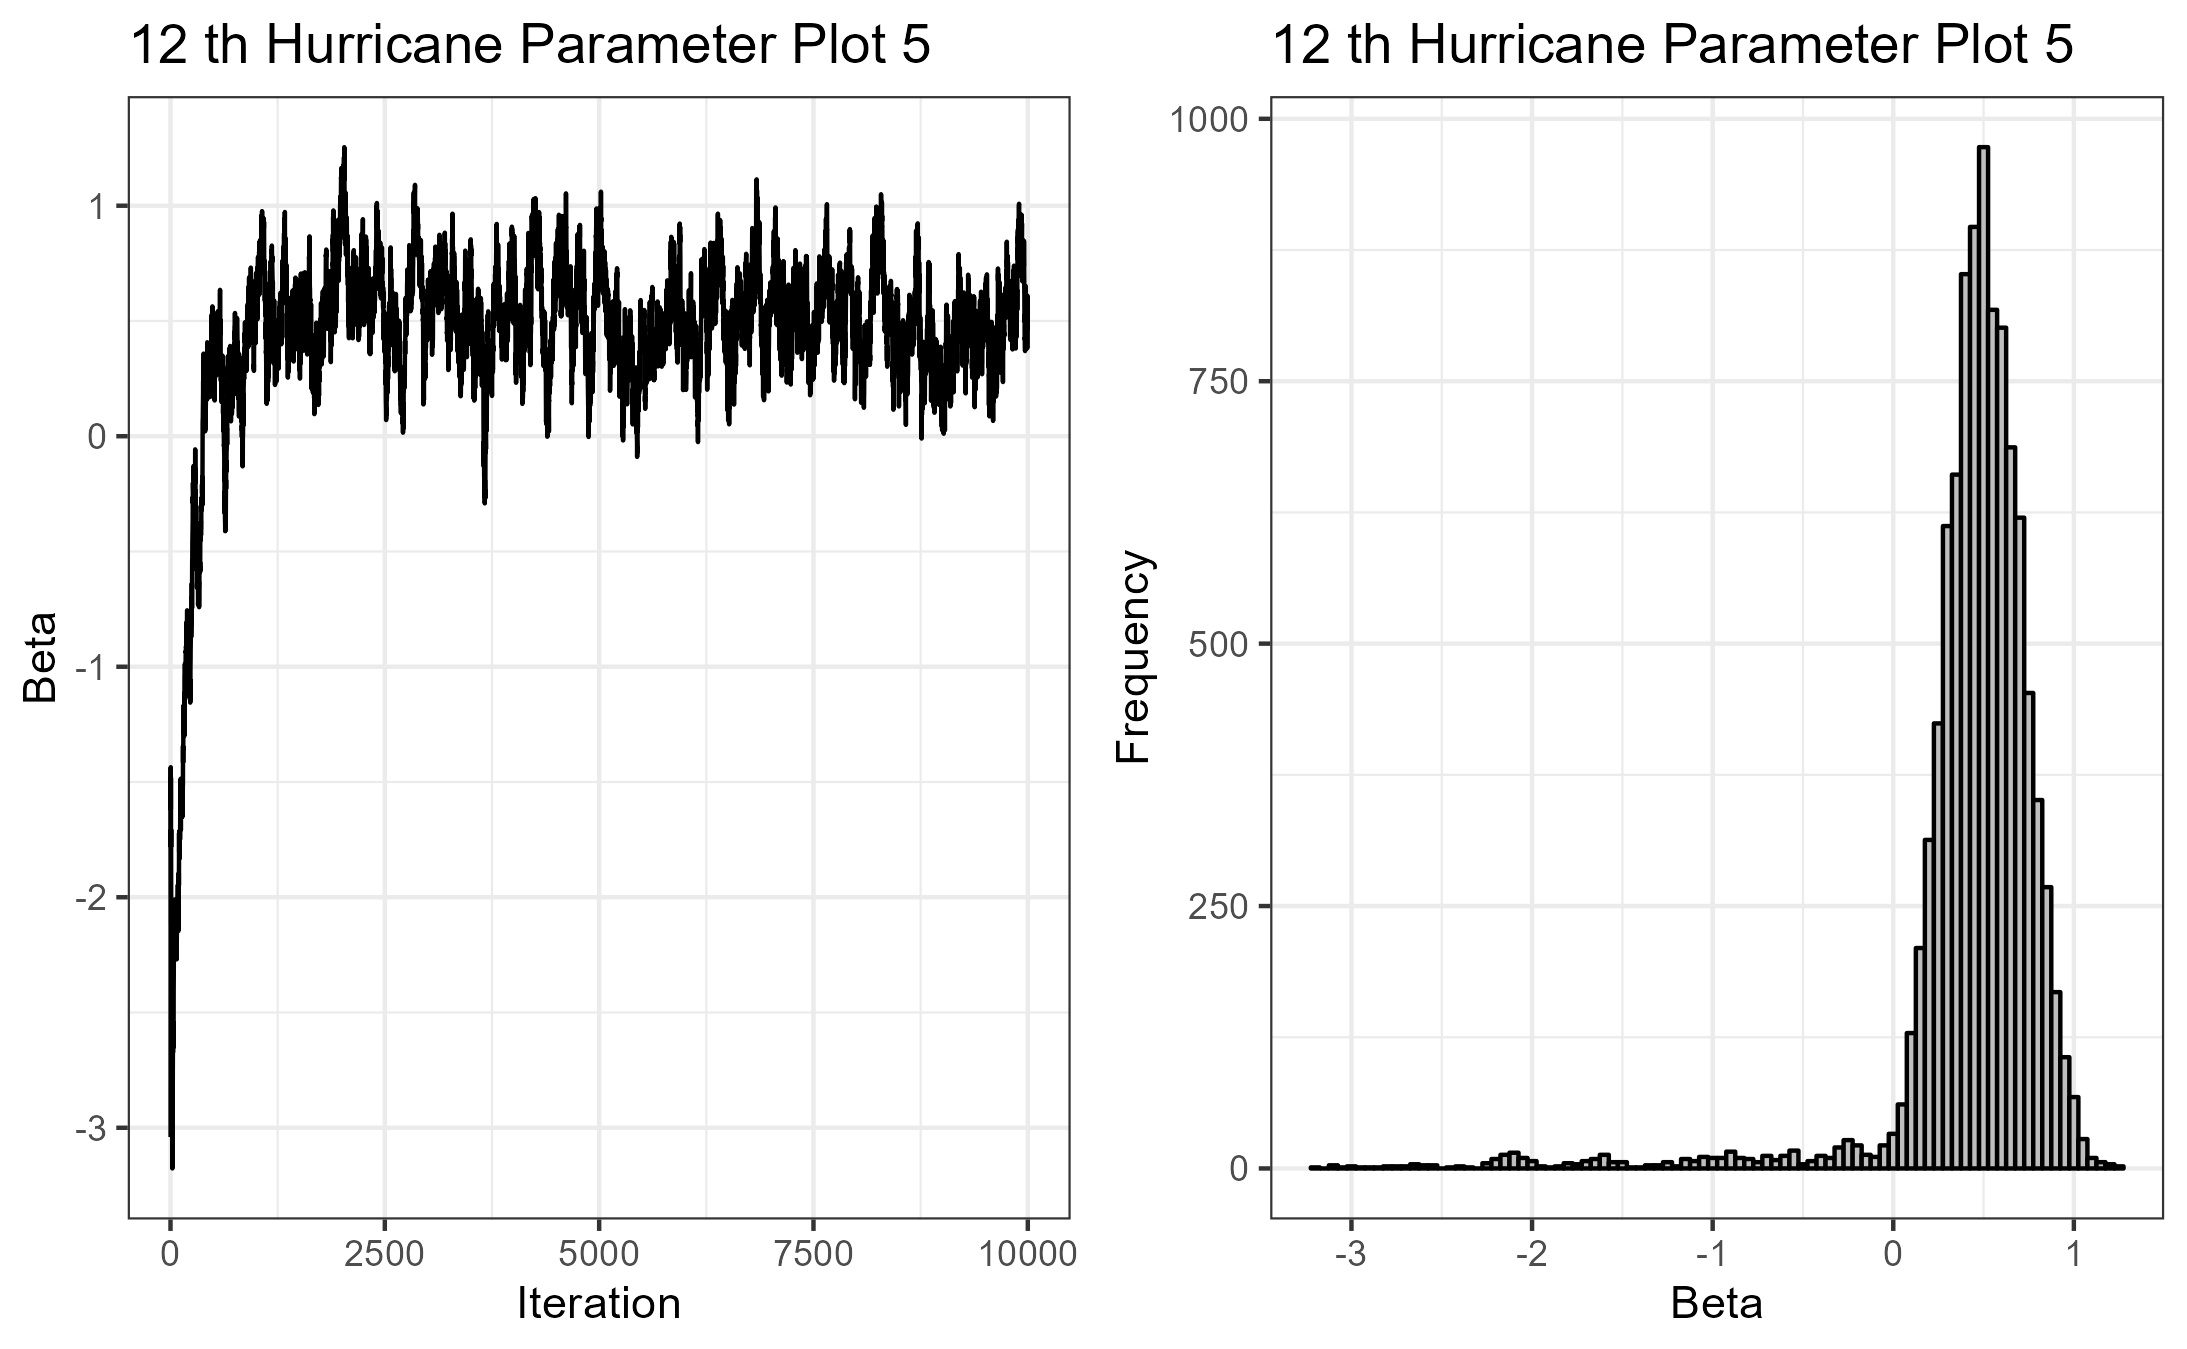 12 th Hurricane Parameter Plot 5
Beta
1
0
-1
-2
-3
0 2500 5000 7500 10000
Iteration
12 th Hurricane Parameter Plot 5
Frequency
1000
750
500
250
0
-3 -2 -1 0 1
Beta